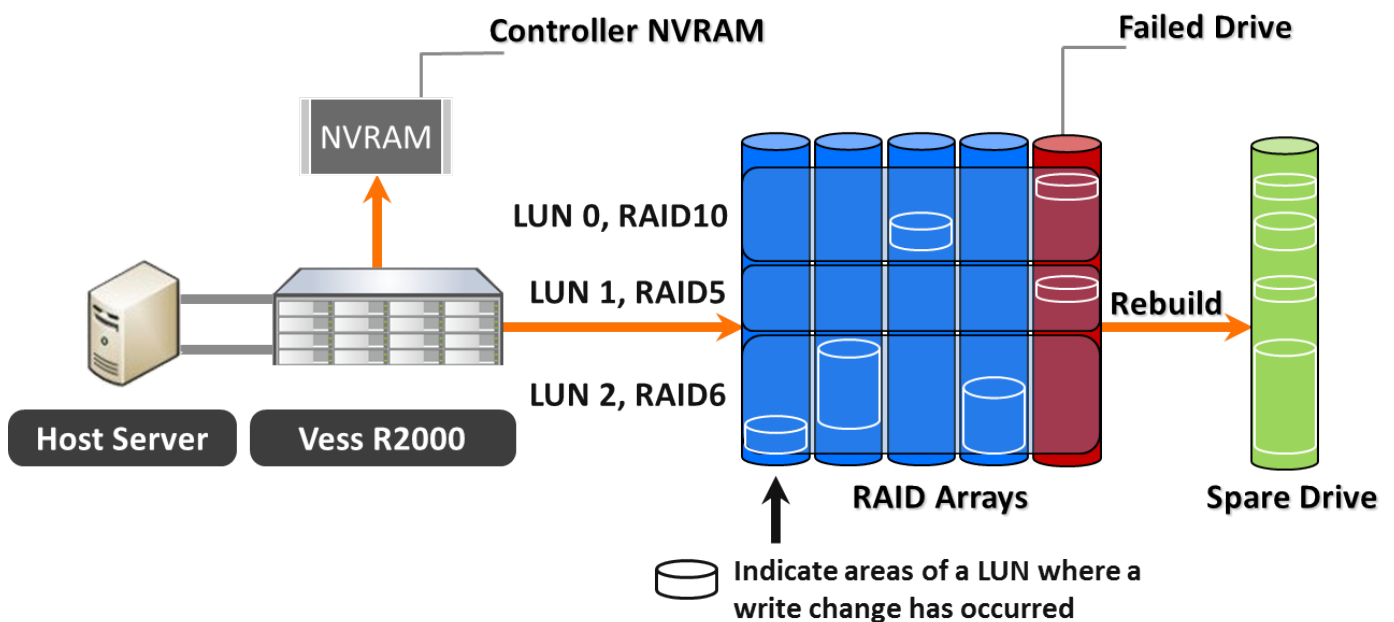 Controller NVRAM
Failed Drive
NVRAM
LUN 0, RAID10
LUN 1, RAID5
Rebuild
LUN 2, RAID6
Host Server
Vess R2000
RAID Arrays
Spare Drive
Indicate areas of a LUN where a
write change has occurred